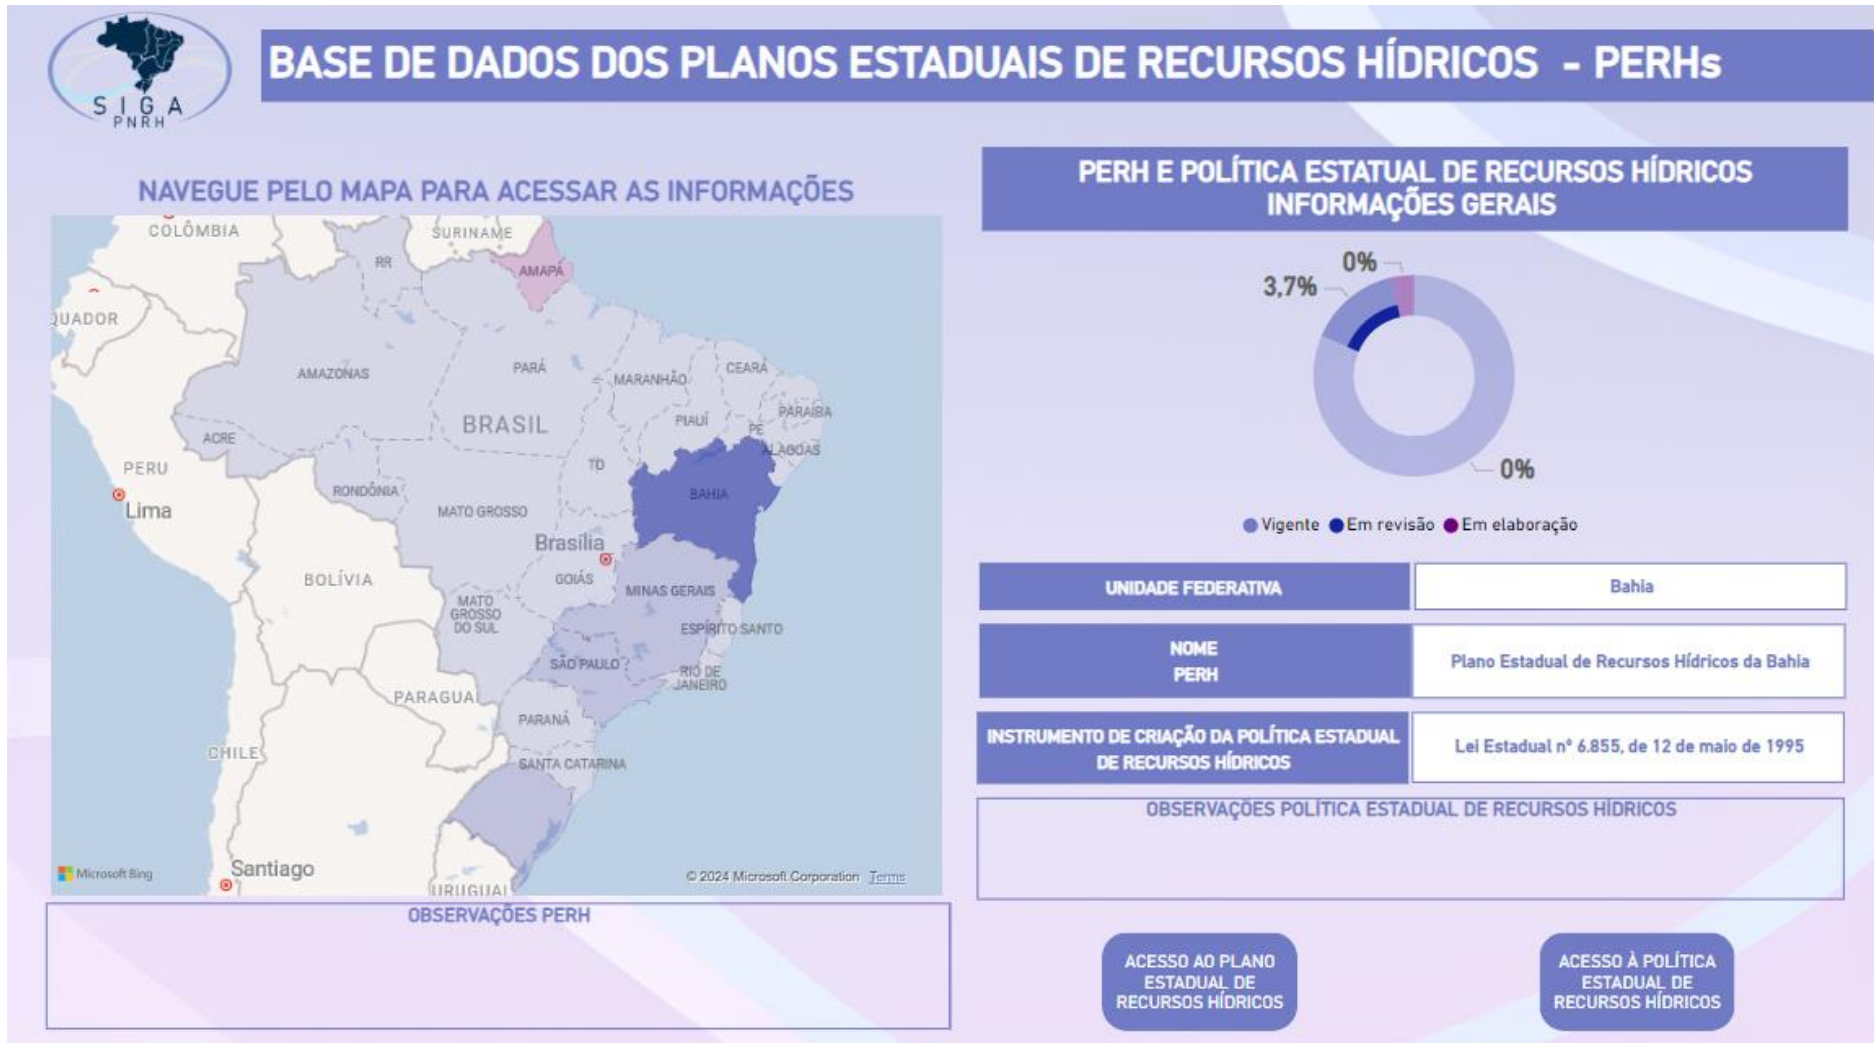 SIGA
PNRH
BASE DE DADOS DOS PLANOS ESTADUAIS DE RECURSOS HÍDRICOS - PERHs
NAVEGUE PELO MAPA PARA ACESSAR AS INFORMAÇÕES
COLÔMBIA
SURINAME
RR
AMAPÁ
QUADOR
AMAZONAS
PARÁ
MARANHÃO
CEARÁ
BRASIL
PIAUÍ
PARAÍBA
PE
ACRE
ALAGOAS
PERU
TO
RONDÔNIA
BAHIA
Lima
MATO GROSSO
Brasília
BOLÍVIA
GOIÁS
MINAS GERAIS
MATO
GROSSO
DO SUL
ESPÍRITO SANTO
SÃO PAULO
RIO DE
JANEIRO
PARAGUAI
PARANÁ
CHILE
SANTA CATARINA
Santiago
URUGUAI
Microsoft Bing
© 2024 Microsoft Corporation Terms
OBSERVAÇÕES PERH
PERH E POLÍTICA ESTATUAL DE RECURSOS HÍDRICOS
INFORMAÇÕES GERAIS
0%
3,7%
0%
Vigente Em revisão Em elaboração
UNIDADE FEDERATIVA Bahia
NOME
PERH
Plano Estadual de Recursos Hídricos da Bahia
INSTRUMENTO DE CRIAÇÃO DA POLÍTICA ESTADUAL
DE RECURSOS HÍDRICOS
Lei Estadual nº 6.855, de 12 de maio de 1995
OBSERVAÇÕES POLÍTICA ESTADUAL DE RECURSOS HÍDRICOS
ACESSO AO PLANO
ESTADUAL DE
RECURSOS HÍDRICOS
ACESSO À POLÍTICA
ESTADUAL DE
RECURSOS HÍDRICOS